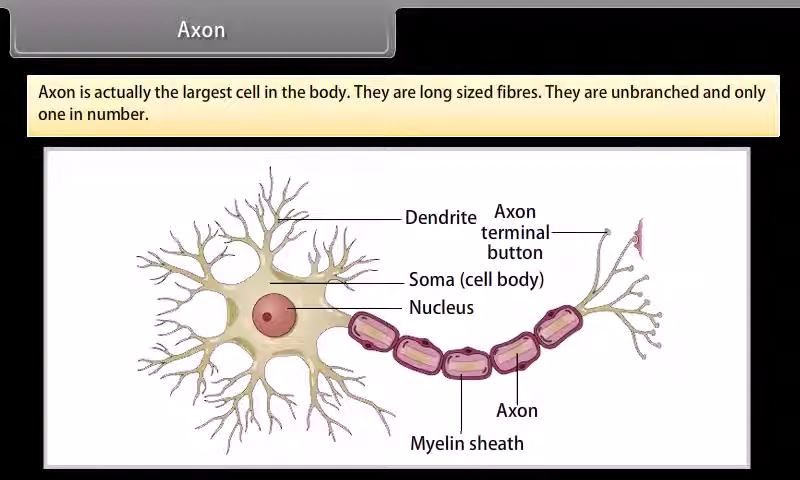 Axon
Axon is actually the largest cell in the body. They are long sized fibres. They are unbranched and only
one in number.
Dendrite
Axon
terminal
button
Soma (cell body)
Nucleus
Axon
Myelin sheath